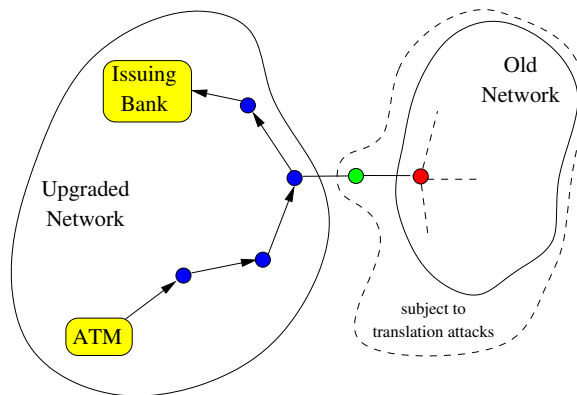 Issuing
Bank
Old
Network
Upgraded
Network
subject to
translation attacks
ATM